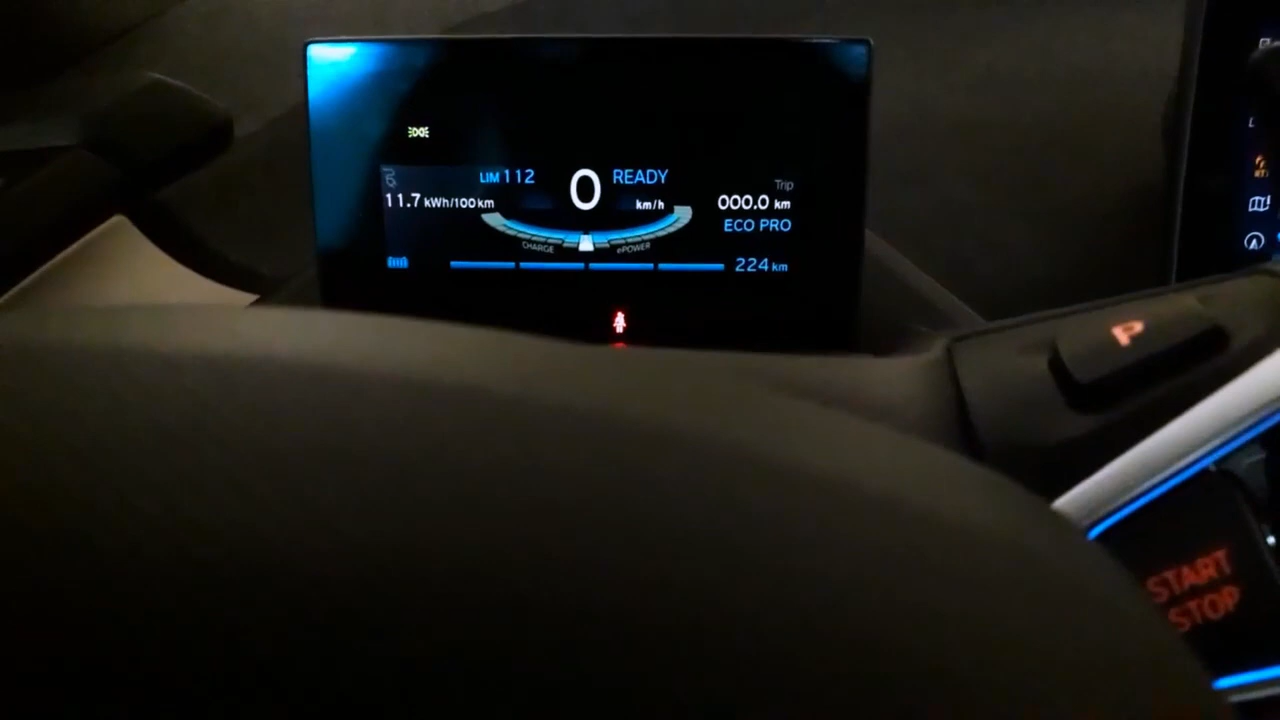 LIM 112
0
READY
11.7 kWh/100km
km/h
Trip
000.0 km
ECO PRO
CHARGE
ePOWER
224 km
P
START
STOP